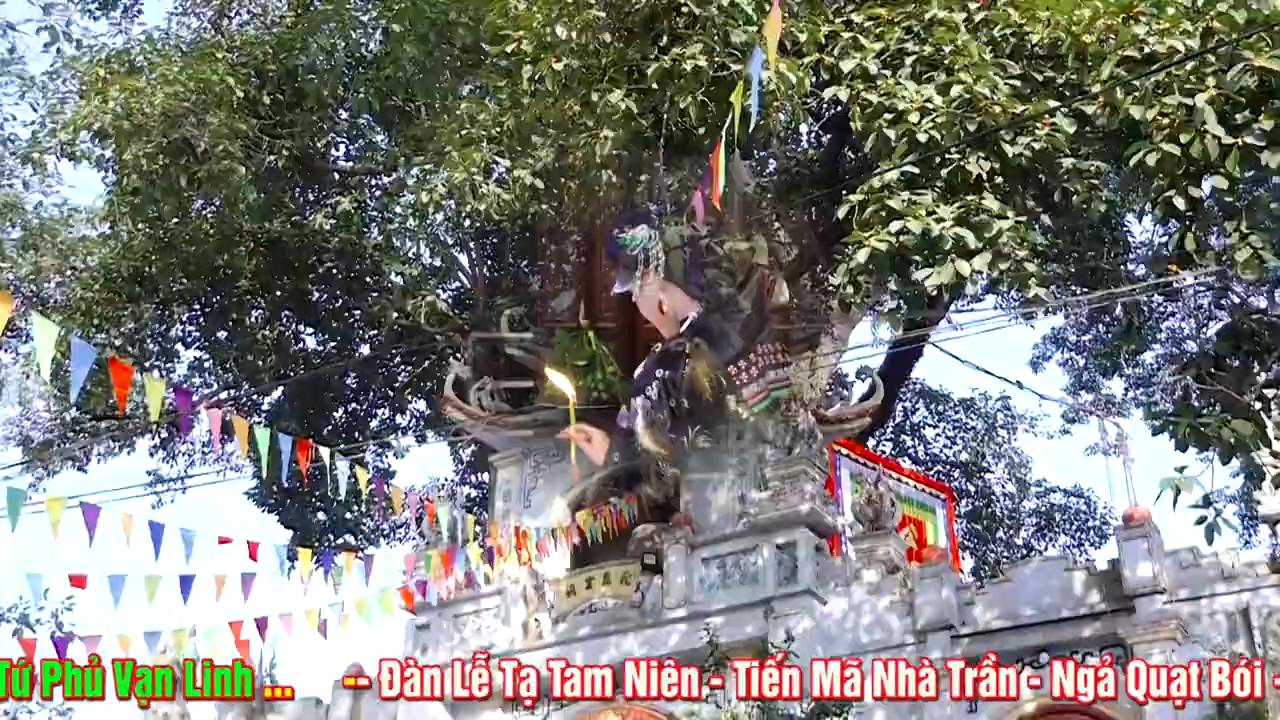 Tứ Phủ Vạn Linh ... -- Đàn Lễ Tạ Tam Niên - Tiến Mã Nhà Trần - Ngả Quạt Bói -